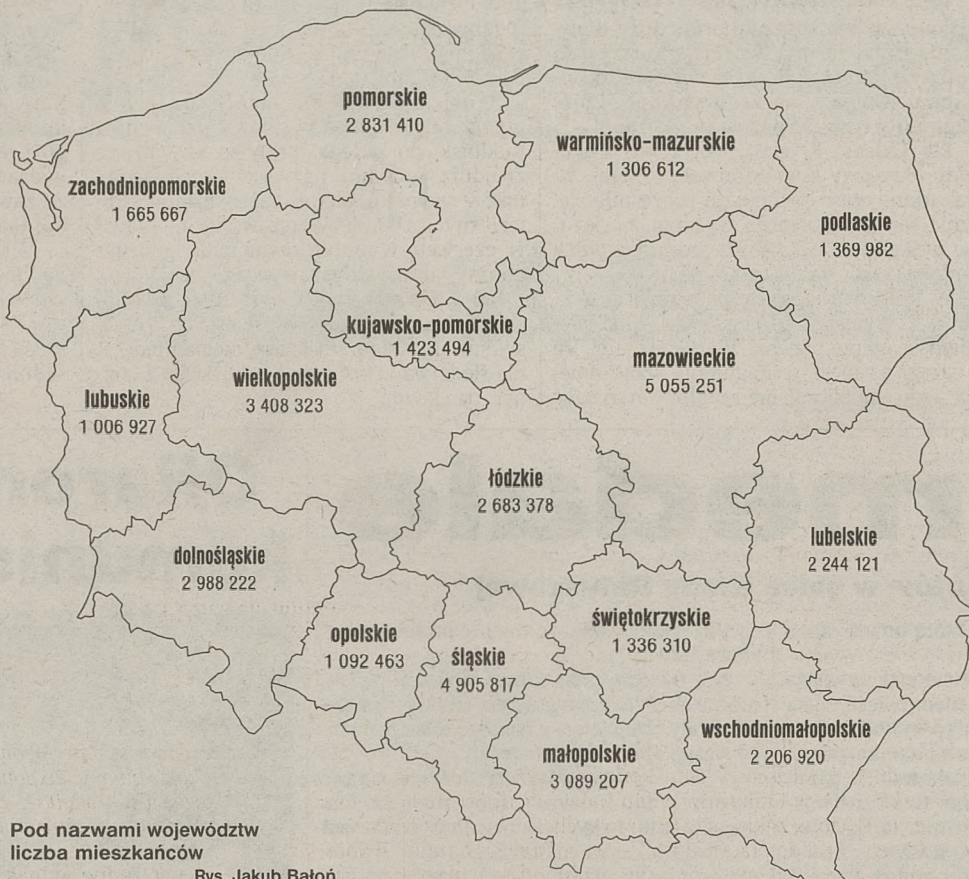 pomorskie
2 831 410
warmińsko-mazurskie
1 306 612
zachodniopomorskie
1 665 667
podlaskie
1 369 982
kujawsko-pomorskie
1 423 494
mazowieckie
5 055 251
wielkopolskie
3 408 323
lubuskie
1 006 927
łódzkie
2 683 378
lubelskie
2 244 121
dolnośląskie
2 988 222
świętokrzyskie
1 336 310
opolskie
1 092 463
śląskie
4 905 817
wschodniomałopolskie
2 206 920
małopolskie
3 089 207
Pod nazwami województw
liczba mieszkańców
Rys. Jakub Bałoń